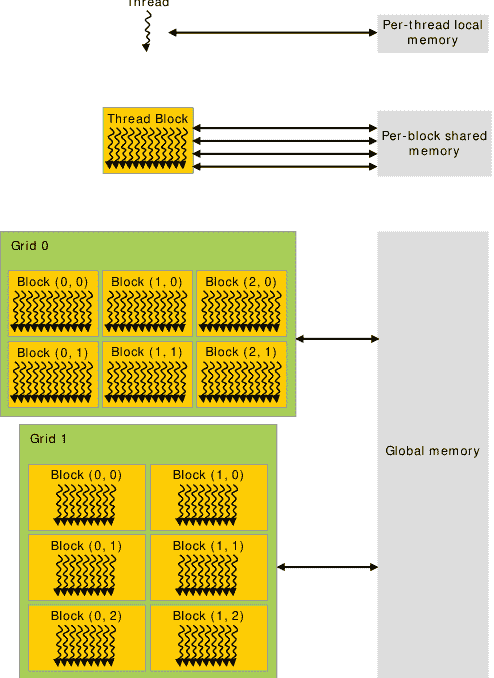 Thread
Per-thread local
memory
Thread Block
Per-block shared
memory
Grid 0
Block (0, 0) Block (1, 0) Block (2, 0)
Block (0, 1) Block (1, 1) Block (2, 1)
Grid 1
Global memory
Block (0, 0) Block (1, 0)
Block (0, 1) Block (1, 1)
Block (0, 2) Block (1, 2)